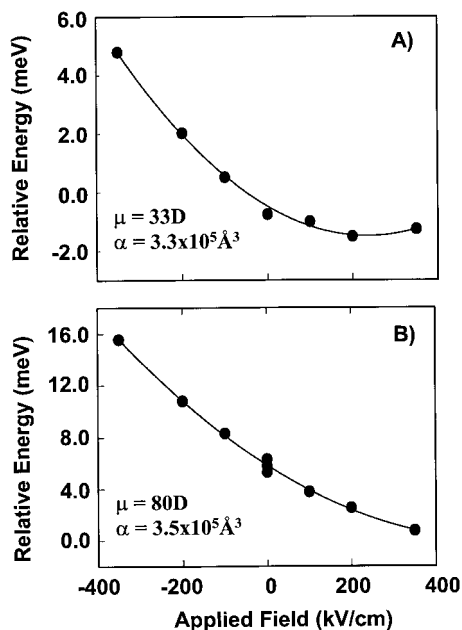 6.0
A)
4.0
2.0
0.0
-2.0
Relative Energy (meV)
μ = 33D
α = 3.3x10⁵Å³
16.0
B)
12.0
8.0
4.0
0.0
Relative Energy (meV)
μ = 80D
α = 3.5x10⁵Å³
-400 -200 0 200 400
Applied Field (kV/cm)